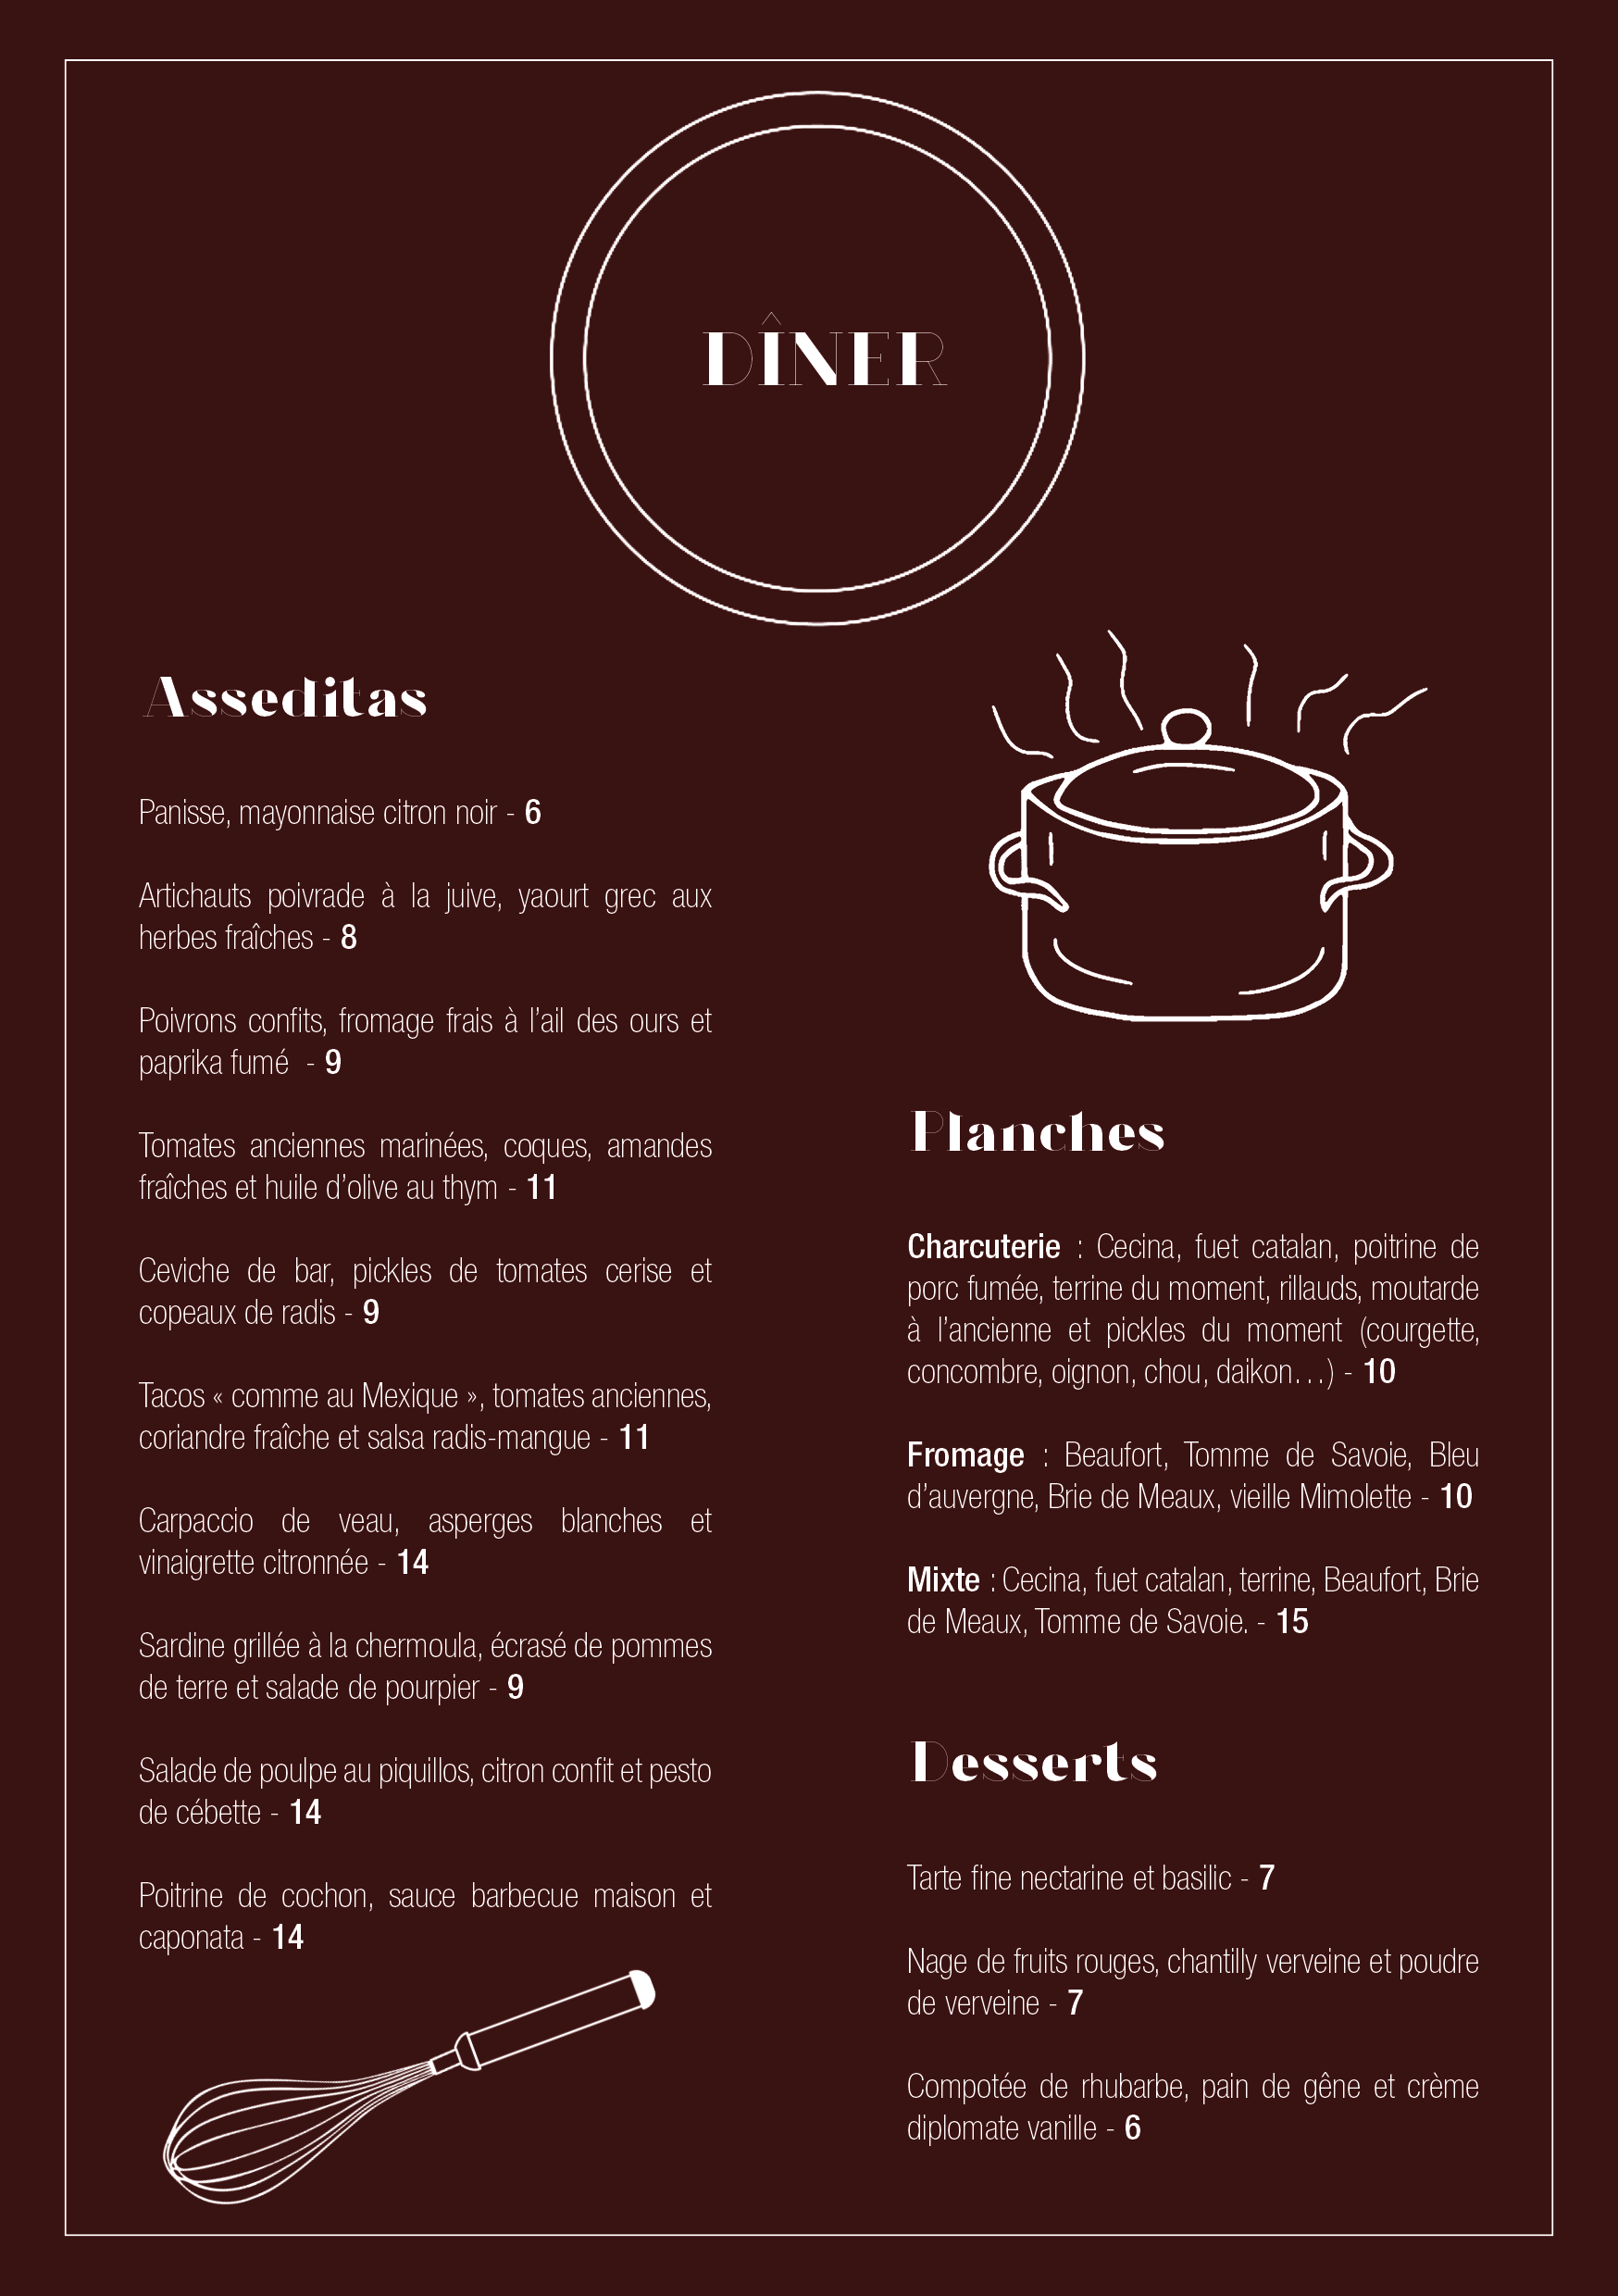 DÎNER
Asseditas
Panisse, mayonnaise citron noir - 6
Artichauts poivrade à la juive, yaourt grec aux
herbes fraîches - 8
Poivrons confits, fromage frais à l’ail des ours et
paprika fumé  - 9
Tomates anciennes marinées, coques, amandes
fraîches et huile d’olive au thym - 11
Ceviche de bar, pickles de tomates cerise et
copeaux de radis - 9
Tacos « comme au Mexique », tomates anciennes,
coriandre fraîche et salsa radis-mangue - 11
Carpaccio de veau, asperges blanches et
vinaigrette citronnée - 14
Sardine grillée à la chermoula, écrasé de pommes
de terre et salade de pourpier - 9
Salade de poulpe au piquillos, citron confit et pesto
de cébette - 14
Poitrine de cochon, sauce barbecue maison et
caponata - 14
Planches
Charcuterie : Cecina, fuet catalan, poitrine de
porc fumée, terrine du moment, rillauds, moutarde
à l’ancienne et pickles du moment (courgette,
concombre, oignon, chou, daikon…) - 10
Fromage : Beaufort, Tomme de Savoie, Bleu
d’auvergne, Brie de Meaux, vieille Mimolette - 10
Mixte : Cecina, fuet catalan, terrine, Beaufort, Brie
de Meaux, Tomme de Savoie. - 15
Desserts
Tarte fine nectarine et basilic - 7
Nage de fruits rouges, chantilly verveine et poudre
de verveine - 7
Compotée de rhubarbe, pain de gêne et crème
diplomate vanille - 6